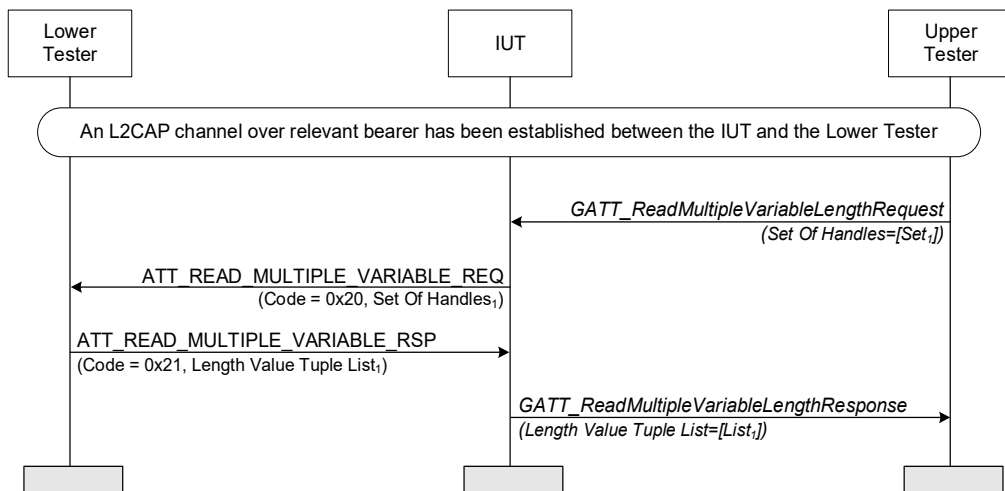 Lower
Tester
IUT
Upper
Tester
An L2CAP channel over relevant bearer has been established between the IUT and the Lower Tester
GATT_ReadMultipleVariableLengthRequest
(Set Of Handles=[Set₁])
ATT_READ_MULTIPLE_VARIABLE_REQ
(Code = 0x20, Set Of Handles₁)
ATT_READ_MULTIPLE_VARIABLE_RSP
(Code = 0x21, Length Value Tuple List₁)
GATT_ReadMultipleVariableLengthResponse
(Length Value Tuple List=[List₁])